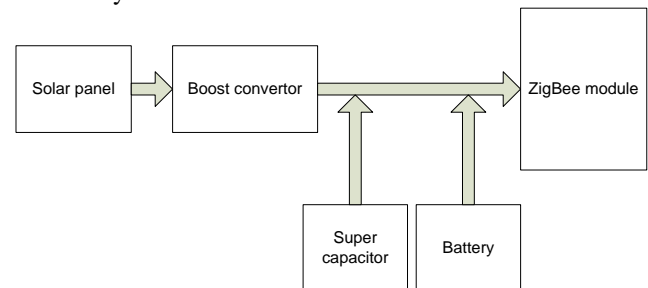 Solar panel
Boost convertor
ZigBee module
Super
capacitor
Battery